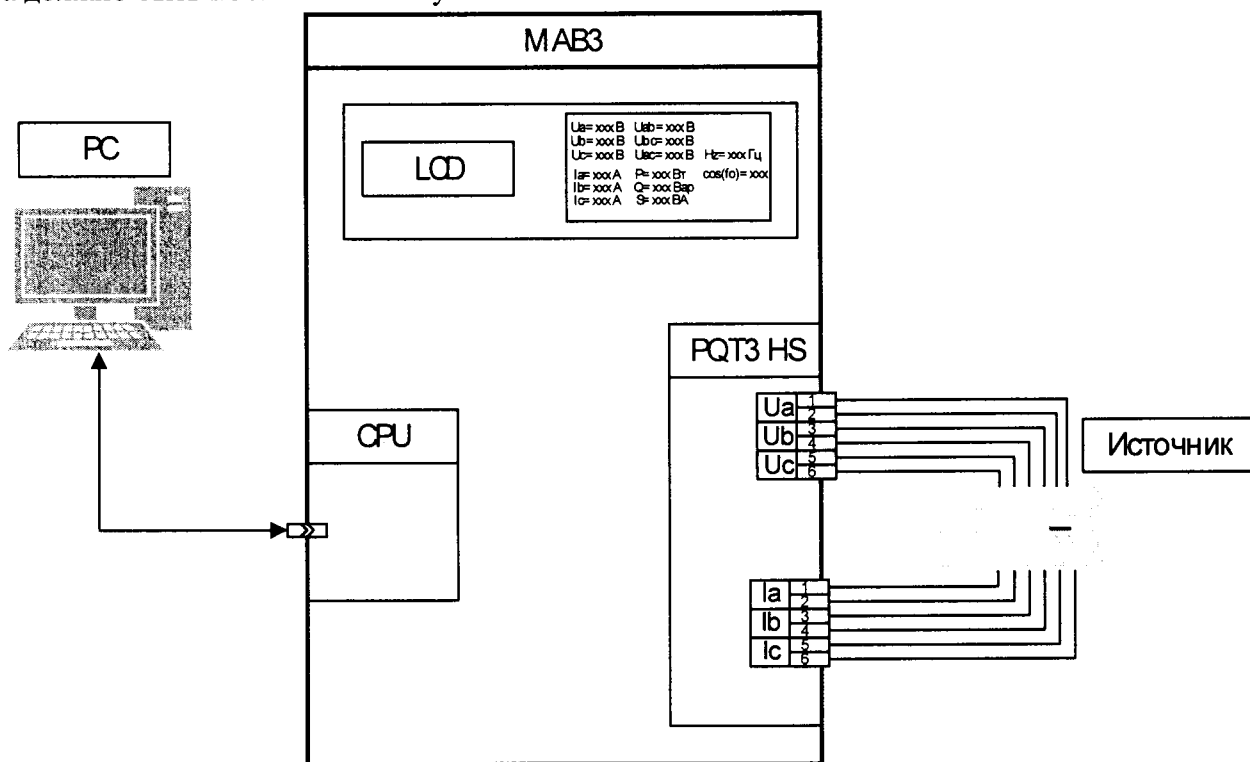 МАВ3
PC
LCD
Ua= xxx В Uab= xxx В
Ub= xxx В Ubc= xxx В
Uc= xxx В Uac= xxx В Hz= xxx Гц
Ia= xxx А P= xxx Вт cos(fo)= xxx
Ib= xxx А Q= xxx Вар
Ic= xxx А S= xxx ВА
PQT3 HS
CPU
Ua 1
2
Ub 3
4
Uc 5
6
Источник
Ia 1
2
Ib 3
4
Ic 5
6